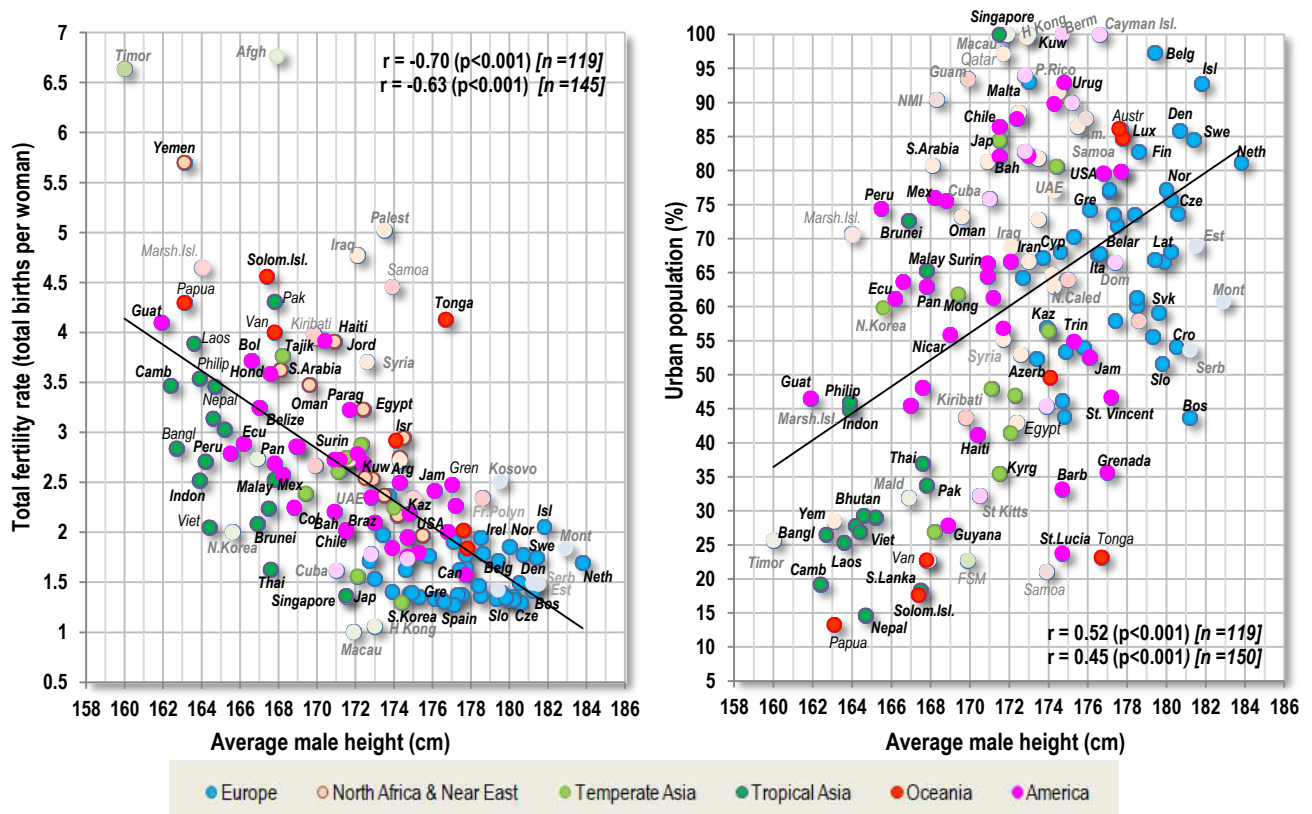 Total fertility rate (total births per woman)
7
6.5
6
5.5
5
4.5
4
3.5
3
2.5
2
1.5
1
0.5
r = -0.70 (p<0.001) [n =119]
r = -0.63 (p<0.001) [n =145]
Timor
Afgh
Yemen
Palest
Iraq
Marsh.Isl.
Solom.Isl.
Samoa
Papua
Pak
Tonga
Guat
Van
Kiribati
Haiti
Laos
Bol
Tajik
Jord
Philip
S.Arabia
Syria
Camb
Hond
Nepal
Oman
Parag
Egypt
Belize
Isr
Bangl
Ecu
Surin
Peru
Pan
Kuw
Arg
Jam
Gren
Kosovo
Indon
Malay
Mex
UAE
Fr.Polyn
Isl
Viet
Col
Kaz
N.Korea
Brunei
Bah
Braz
USA
Irel
Nor
Mont
Chile
Swe
Thai
Cuba
Can
Belg
Den
Neth
Serb
Est
Singapore
Jap
Gre
S.Korea
Spain
Slo
Cze
Bos
H Kong
Macau
158
160
162
164
166
168
170
172
174
176
178
180
182
184
186
Average male height (cm)
Urban population (%)
100
95
90
85
80
75
70
65
60
55
50
45
40
35
30
25
20
15
10
5
Singapore
H Kong
Berm
Cayman Isl.
Macau
Kuw
Qatar
Belg
Guam
P.Rico
Isl
NMI
Malta
Urug
Chile
Austr
Den
Jap
Am.
Samoa
Lux
Swe
S.Arabia
Bah
Fin
Neth
USA
Nor
Peru
Mex
Cuba
UAE
Gre
Cze
Marsh.Isl.
Brunei
Oman
Iraq
Iran
Cyp
Belar
Lat
Est
Malay
Surin
Ita
Dom
Ecu
Pan
Mong
N.Caled
Svk
Mont
N.Korea
Kaz
Nicar
Trin
Cro
Syria
Jam
Serb
Azerb
Slo
Guat
Philip
Marsh.Isl
Indon
Kiribati
St. Vincent
Bos
Egypt
Haiti
Thai
Kyrg
Grenada
Mald
Pak
Barb
Bhutan
St Kitts
Yem
Bangl
Viet
Guyana
Timor
Laos
Van
St.Lucia
Tonga
FSM
Camb
S.Lanka
Samoa
Solom.Isl.
Nepal
Papua
r = 0.52 (p<0.001) [n =119]
r = 0.45 (p<0.001) [n =150]
158
160
162
164
166
168
170
172
174
176
178
180
182
184
186
Average male height (cm)
Europe
North Africa & Near East
Temperate Asia
Tropical Asia
Oceania
America